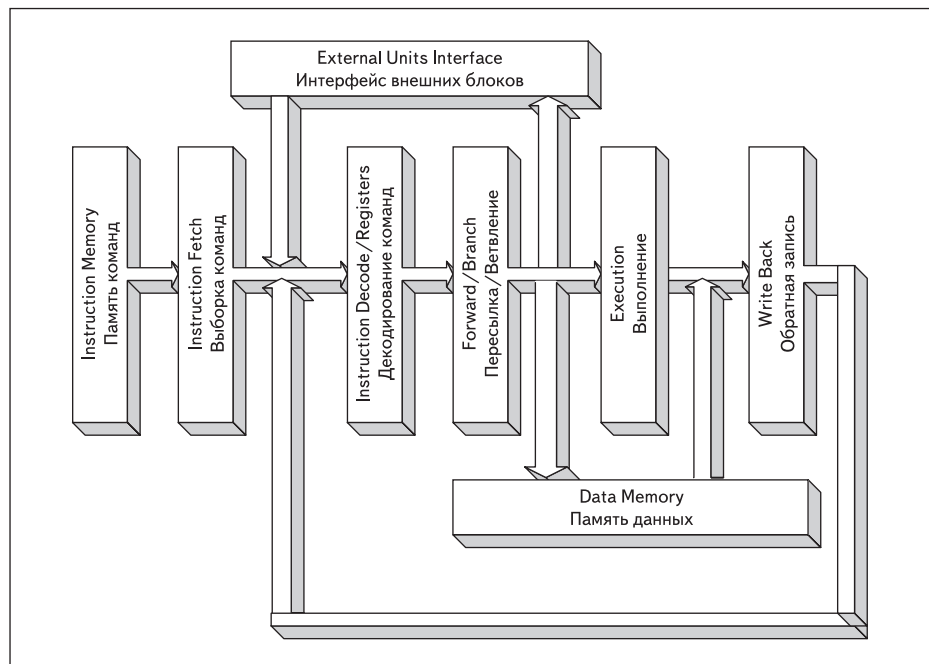 External Units Interface
Интерфейс внешних блоков
Instruction Memory
Память команд
Instruction Fetch
Выборка команд
Instruction Decode/Registers
Декодирование команд
Forward/Branch
Пересылка/Ветвление
Execution
Выполнение
Write Back
Обратная запись
Data Memory
Память данных